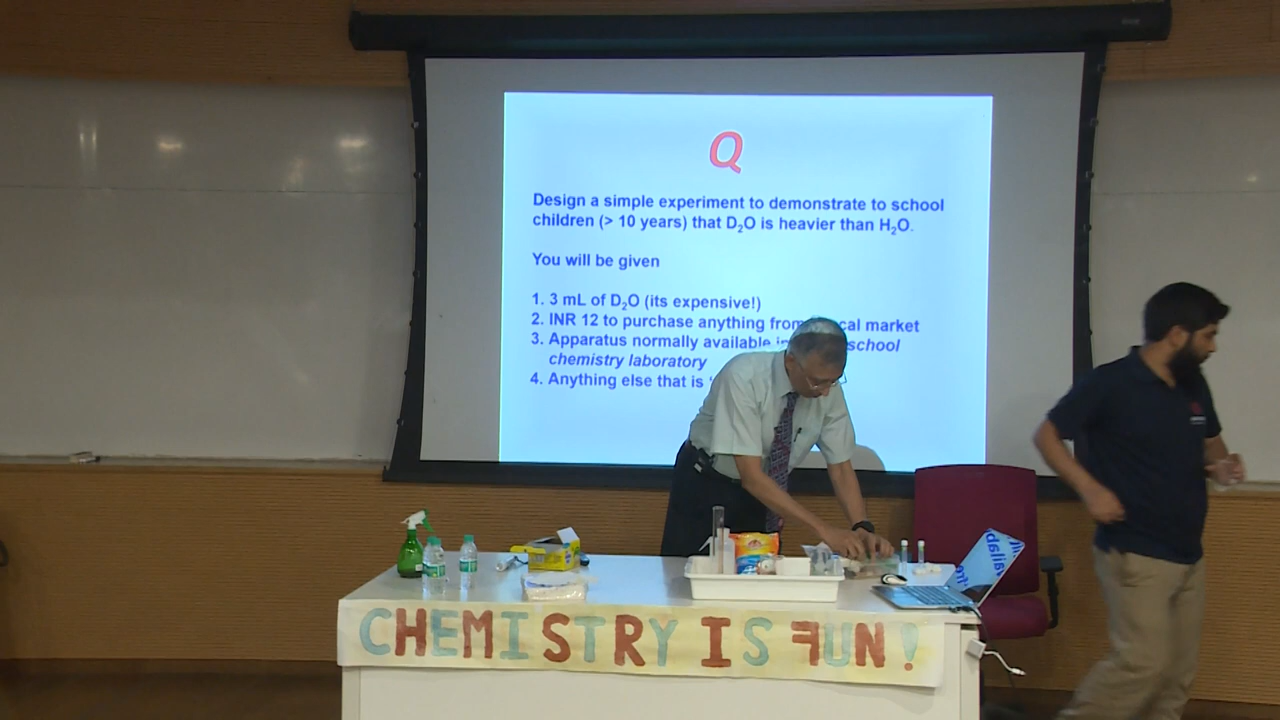 Q
Design a simple experiment to demonstrate to school
children (> 10 years) that D₂O is heavier than H₂O.
You will be given
1. 3 mL of D₂O (its expensive!)
2. INR 12 to purchase anything from cal market
3. Apparatus normally available in school
chemistry laboratory
4. Anything else that is '
CHEMISTRY IS FUN!